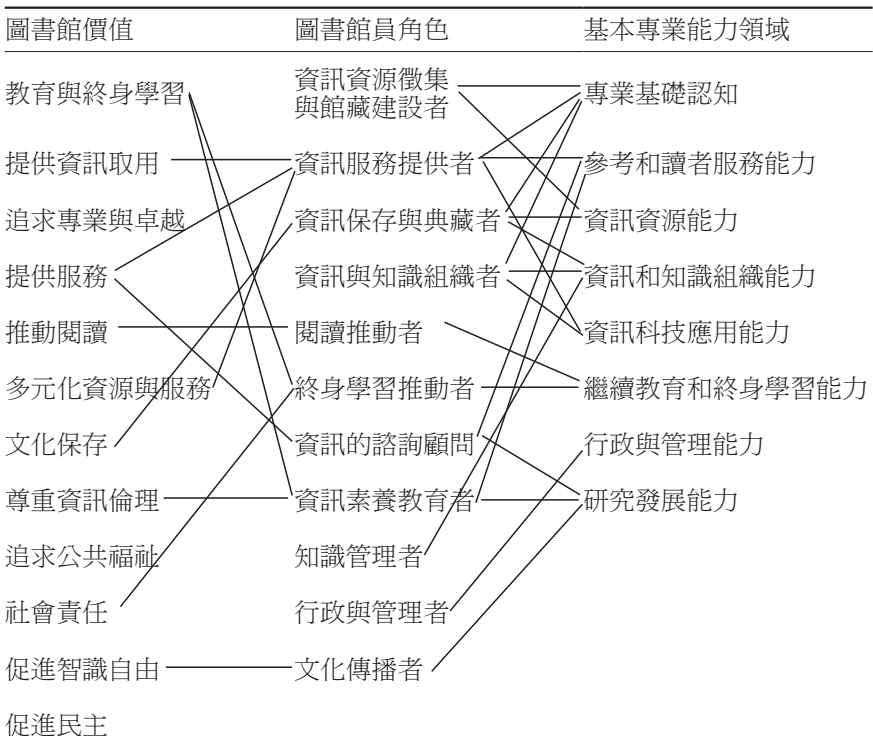 圖書館價值 圖書館員角色 基本專業能力領域
教育與終身學習 資訊資源徵集 專業基礎認知
與館藏建設者
提供資訊取用 資訊服務提供者 參考和讀者服務能力
追求專業與卓越 資訊保存與典藏者 資訊資源能力
提供服務 資訊與知識組織者 資訊和知識組織能力
推動閱讀 閱讀推動者 資訊科技應用能力
多元化資源與服務 終身學習推動者 繼續教育和終身學習能力
文化保存 資訊的諮詢顧問 行政與管理能力
尊重資訊倫理 資訊素養教育者 研究發展能力
追求公共福祉 知識管理者
社會責任 行政與管理者
促進智識自由 文化傳播者
促進民主